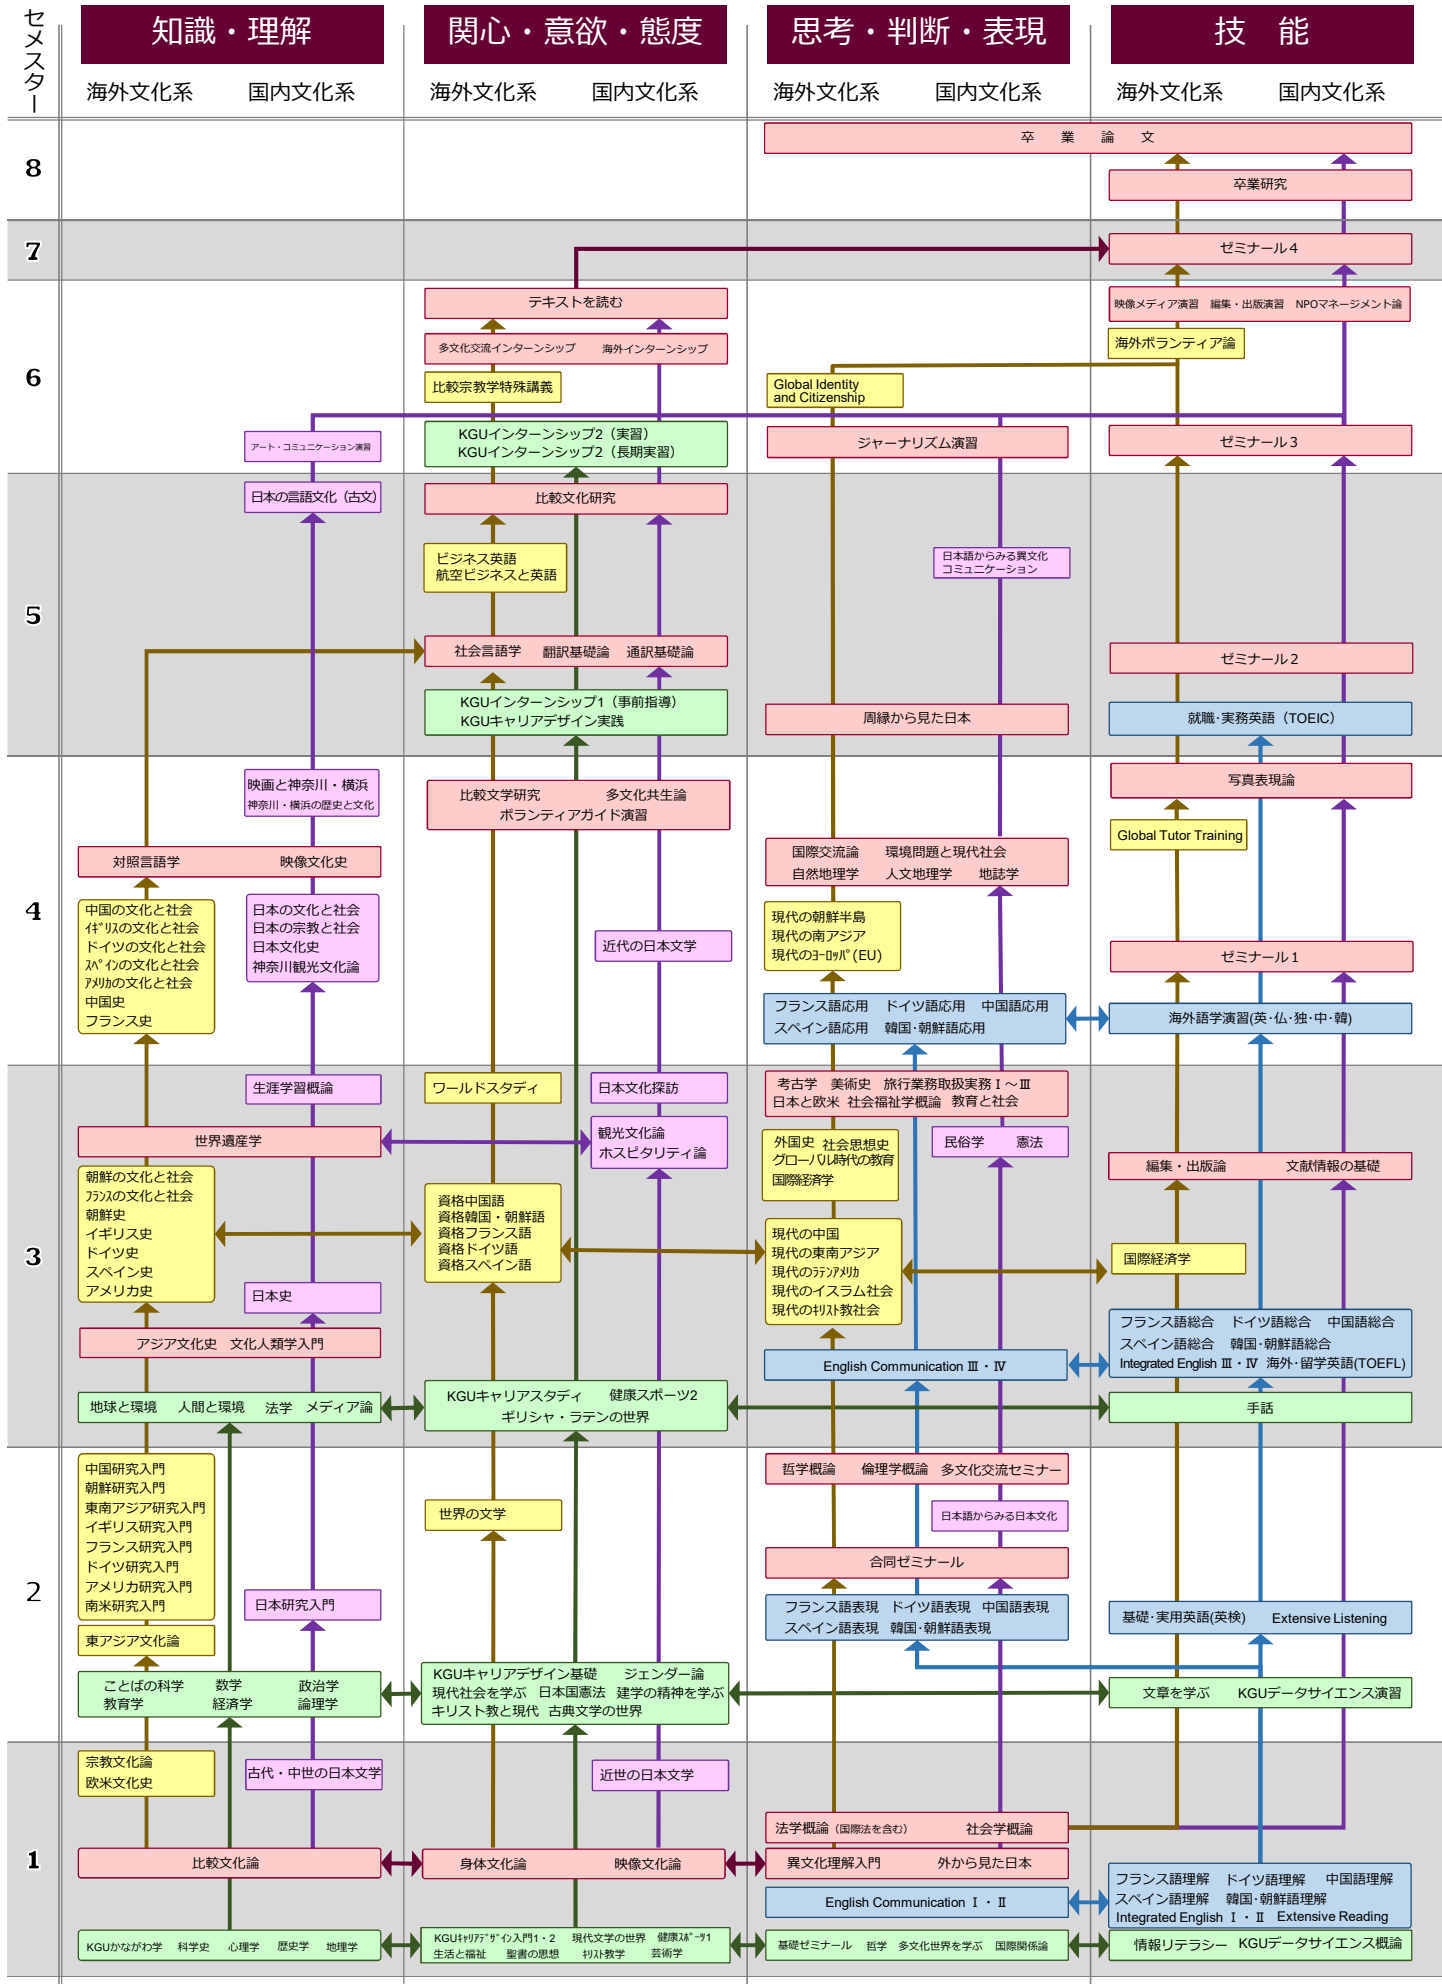 セメスター
知識・理解
関心・意欲・態度
思考・判断・表現
技　能
海外文化系　国内文化系
海外文化系　国内文化系
海外文化系　国内文化系
海外文化系　国内文化系
8
卒　業　論　文
卒業研究
7
ゼミナール４
6
テキストを読む
多文化交流インターンシップ　海外インターンシップ
比較宗教学特殊講義
KGUインターンシップ2（実習）
KGUインターンシップ2（長期実習）
アート・コミュニケーション演習
Global Identity
and Citizenship
ジャーナリズム演習
映像メディア演習　編集・出版演習　NPOマネージメント論
海外ボランティア論
ゼミナール３
5
日本の言語文化（古文）
比較文化研究
ビジネス英語
航空ビジネスと英語
社会言語学　翻訳基礎論　通訳基礎論
KGUインターンシップ1（事前指導）
KGUキャリアデザイン実践
日本語からみる異文化
コミュニケーション
周縁から見た日本
ゼミナール２
就職・実務英語（TOEIC）
4
映画と神奈川・横浜
神奈川・横浜の歴史と文化
対照言語学　映像文化史
中国の文化と社会
ｲｷﾞﾘｽの文化と社会
ドイツの文化と社会
ｽﾍﾟｲﾝの文化と社会
ｱﾒﾘｶの文化と社会
中国史
フランス史
日本の文化と社会
日本の宗教と社会
日本文化史
神奈川観光文化論
比較文学研究　多文化共生論
ボランティアガイド演習
近代の日本文学
国際交流論　環境問題と現代社会
自然地理学　人文地理学　地誌学
現代の朝鮮半島
現代の南アジア
現代のﾖｰﾛｯﾊﾟ(EU)
フランス語応用　ドイツ語応用　中国語応用
スペイン語応用　韓国・朝鮮語応用
写真表現論
Global Tutor Training
ゼミナール１
海外語学演習(英・仏・独・中・韓)
3
生涯学習概論
世界遺産学
朝鮮の文化と社会
ﾌﾗﾝｽの文化と社会
朝鮮史
イギリス史
ドイツ史
スペイン史
アメリカ史
日本史
アジア文化史　文化人類学入門
地球と環境　人間と環境　法学　メディア論
ワールドスタディ
日本文化探訪
観光文化論
ホスピタリティ論
資格中国語
資格韓国・朝鮮語
資格フランス語
資格ドイツ語
資格スペイン語
KGUキャリアスタディ　健康スポーツ2
ギリシャ・ラテンの世界
考古学　美術史　旅行業務取扱実務Ⅰ～Ⅲ
日本と欧米　社会福祉学概論　教育と社会
外国史　社会思想史
グローバル時代の教育
国際経済学
民俗学　憲法
現代の中国
現代の東南アジア
現代のﾗﾃﾝｱﾒﾘｶ
現代のイスラム社会
現代のｷﾘｽﾄ教社会
English Communication Ⅲ・Ⅳ
編集・出版論　文献情報の基礎
国際経済学
フランス語総合　ドイツ語総合　中国語総合
スペイン語総合　韓国・朝鮮語総合
Integrated English Ⅲ・Ⅳ　海外・留学英語(TOEFL)
手話
2
中国研究入門
朝鮮研究入門
東南アジア研究入門
イギリス研究入門
フランス研究入門
ドイツ研究入門
アメリカ研究入門
南米研究入門
東アジア文化論
日本研究入門
ことばの科学　数学　政治学
教育学　経済学　論理学
世界の文学
KGUキャリアデザイン基礎　ジェンダー論
現代社会を学ぶ　日本国憲法　建学の精神を学ぶ
キリスト教と現代　古典文学の世界
哲学概論　倫理学概論　多文化交流セミナー
日本語からみる日本文化
合同ゼミナール
フランス語表現　ドイツ語表現　中国語表現
スペイン語表現　韓国・朝鮮語表現
基礎・実用英語(英検)　Extensive Listening
文章を学ぶ　KGUデータサイエンス演習
1
宗教文化論
欧米文化史
古代・中世の日本文学
比較文化論
KGUかながわ学　科学史　心理学　歴史学　地理学
近世の日本文学
身体文化論　映像文化論
KGUｷｬﾘｱﾃﾞｻﾞｲﾝ入門1・2　現代文学の世界　健康ｽﾎﾟｰﾂ1
生活と福祉　聖書の思想　ｷﾘｽﾄ教学　芸術学
法学概論（国際法を含む）　社会学概論
異文化理解入門　外から見た日本
English Communication Ⅰ・Ⅱ
基礎ゼミナール　哲学　多文化世界を学ぶ　国際関係論
フランス語理解　ドイツ語理解　中国語理解
スペイン語理解　韓国・朝鮮語理解
Integrated English Ⅰ・Ⅱ　Extensive Reading
情報リテラシー　KGUデータサイエンス概論